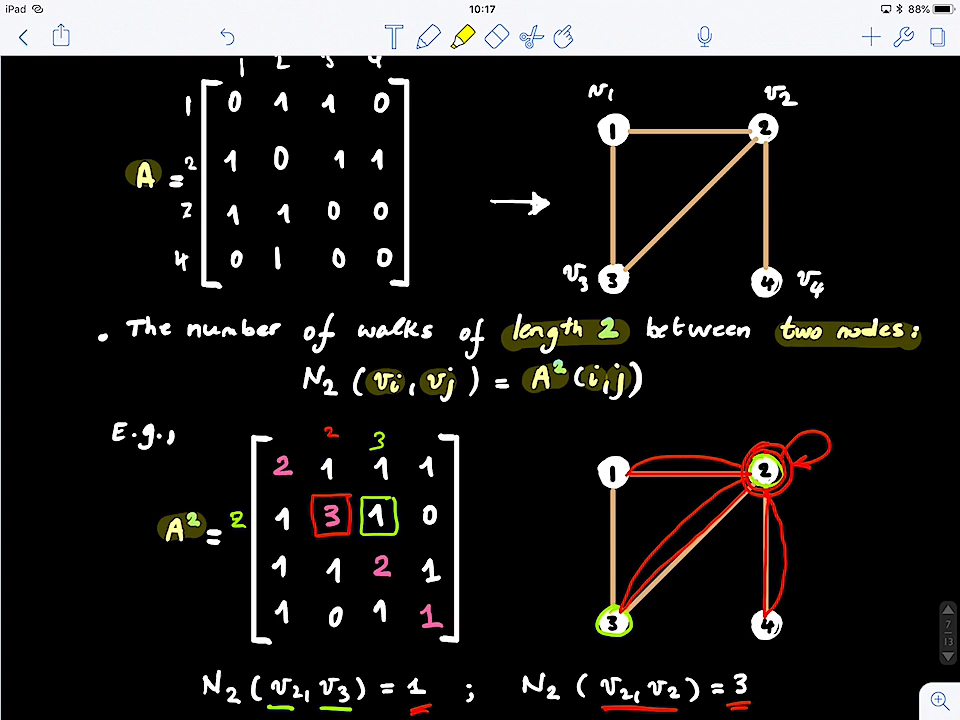 iPad 10:17 88%
T
1 2 3 4
1 0 1 1 0
A = 2 1 0 1 1
3 1 1 0 0
4 0 1 0 0
v1 v2
1 2
v3 3 4 v4
. The number of walks of length 2 between two nodes:
N2 (vi, vj) = A² (i,j)
E.g.,
2 3
2 1 1 1
A² = 2 1 3 1 0
1 1 2 1
1 0 1 1
1 2
3 4
7
13
N2 (v2, v3) = 1 ; N2 (v2, v2) = 3